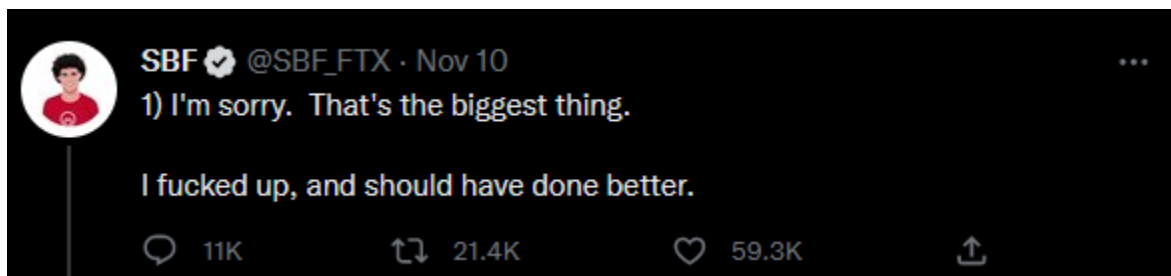 SBF @SBF_FTX · Nov 10
1) I'm sorry.  That's the biggest thing.
I fucked up, and should have done better.
11K 21.4K 59.3K